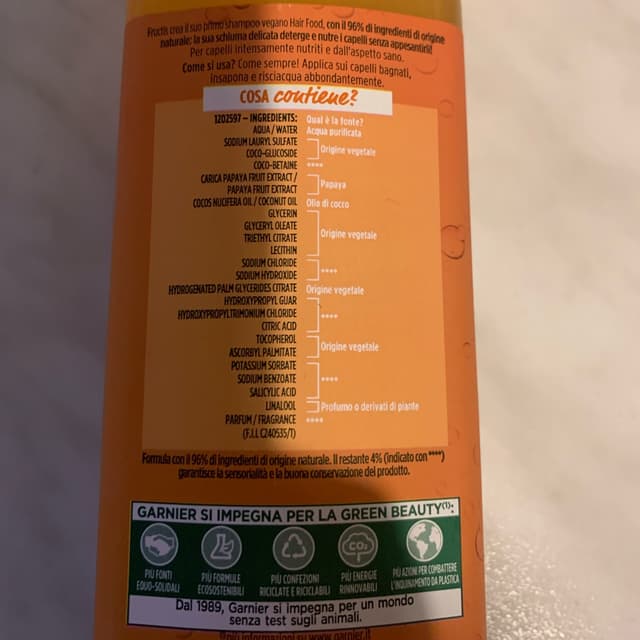 Fructis crea il suo primo shampoo vegano Hair Food, con il 96% di ingredienti di origine
naturale: la sua schiuma delicata deterge e nutre i capelli senza appesantirli!
Per capelli intensamente nutriti e dall'aspetto sano.
Come si usa? Come sempre! Applica sui capelli bagnati,
insapona e risciacqua abbondantemente.
COSA contiene?
1202597 – INGREDIENTS: Qual è la fonte?
AQUA / WATER Acqua purificata
SODIUM LAURYL SULFATE
COCO-GLUCOSIDE Origine vegetale
COCO-BETAINE ****
CARICA PAPAYA FRUIT EXTRACT /
PAPAYA FRUIT EXTRACT Papaya
COCOS NUCIFERA OIL / COCONUT OIL Olio di cocco
GLYCERIN
GLYCERYL OLEATE
TRIETHYL CITRATE Origine vegetale
LECITHIN
SODIUM CHLORIDE
SODIUM HYDROXIDE ****
HYDROGENATED PALM GLYCERIDES CITRATE Origine vegetale
HYDROXYPROPYL GUAR
HYDROXYPROPYLTRIMONIUM CHLORIDE ****
CITRIC ACID
TOCOPHEROL
ASCORBYL PALMITATE Origine vegetale
POTASSIUM SORBATE
SODIUM BENZOATE ****
SALICYLIC ACID
LINALOOL Profumo o derivati di piante
PARFUM / FRAGRANCE ****
(F.I.L. C240535/1)
Formula con il 96% di ingredienti di origine naturale. Il restante 4% (indicato con ****)
garantisce la sensorialità e la buona conservazione del prodotto.
GARNIER SI IMPEGNA PER LA GREEN BEAUTY(1):
CO2
PIÙ FONTI
EQUO-SOLIDALI
PIÙ FORMULE
ECOSOSTENIBILI
PIÙ CONFEZIONI
RICICLATE E RICICLABILI
PIÙ ENERGIE
RINNOVABILI
PIÙ AZIONI PER COMBATTERE
L'INQUINAMENTO DA PLASTICA
Dal 1989, Garnier si impegna per un mondo
senza test sugli animali.
più informazioni su www.garnier.it